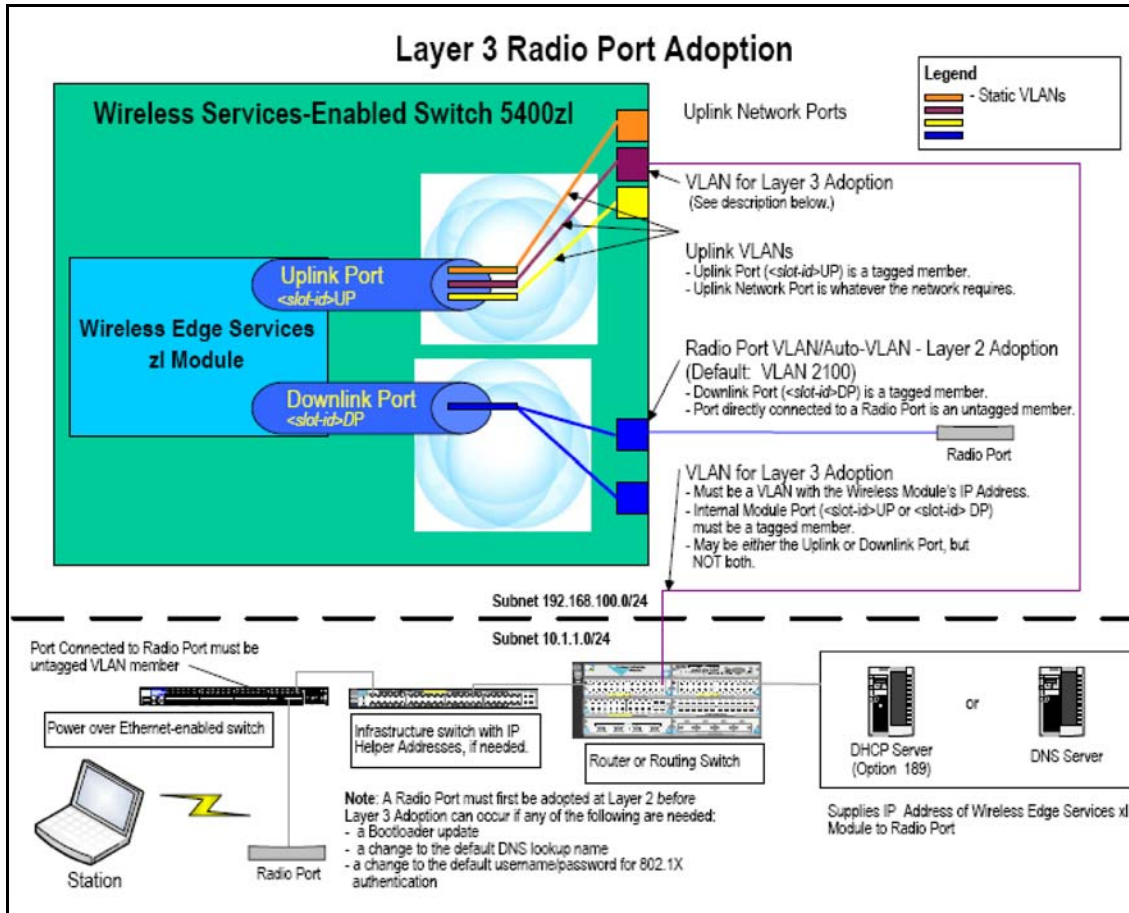 Layer 3 Radio Port Adoption
Legend
- Static VLANs
Wireless Services-Enabled Switch 5400zl
Uplink Network Ports
VLAN for Layer 3 Adoption
(See description below.)
Uplink VLANs
- Uplink Port (<slot-id>UP) is a tagged member.
- Uplink Network Port is whatever the network requires.
Uplink Port
<slot-id>UP
Wireless Edge Services
zl Module
Downlink Port
<slot-id>DP
Radio Port VLAN/Auto-VLAN - Layer 2 Adoption
(Default: VLAN 2100)
- Downlink Port (<slot-id>DP) is a tagged member.
- Port directly connected to a Radio Port is an untagged member.
Radio Port
VLAN for Layer 3 Adoption
- Must be a VLAN with the Wireless Module's IP Address.
- Internal Module Port (<slot-id>UP or <slot-id> DP)
must be a tagged member.
- May be either the Uplink or Downlink Port, but
NOT both.
Subnet 192.168.100.0/24
Subnet 10.1.1.0/24
Port Connected to Radio Port must be
untagged VLAN member
Power over Ethernet-enabled switch
Infrastructure switch with IP
Helper Addresses, if needed.
Router or Routing Switch
DHCP Server
(Option 189)
or
DNS Server
Supplies IP Address of Wireless Edge Services xl
Module to Radio Port
Note: A Radio Port must first be adopted at Layer 2 before
Layer 3 Adoption can occur if any of the following are needed:
- a Bootloader update
- a change to the default DNS lookup name
- a change to the default username/password for 802.1X
authentication
Station
Radio Port